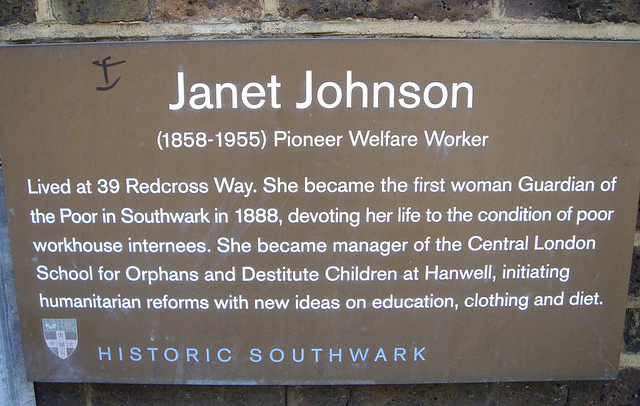 Janet Johnson
(1858-1955) Pioneer Welfare Worker
Lived at 39 Redcross Way. She became the first woman Guardian of
the Poor in Southwark in 1888, devoting her life to the condition of poor
workhouse internees. She became manager of the Central London
School for Orphans and Destitute Children at Hanwell, initiating
humanitarian reforms with new ideas on education, clothing and diet.
HISTORIC SOUTHWARK